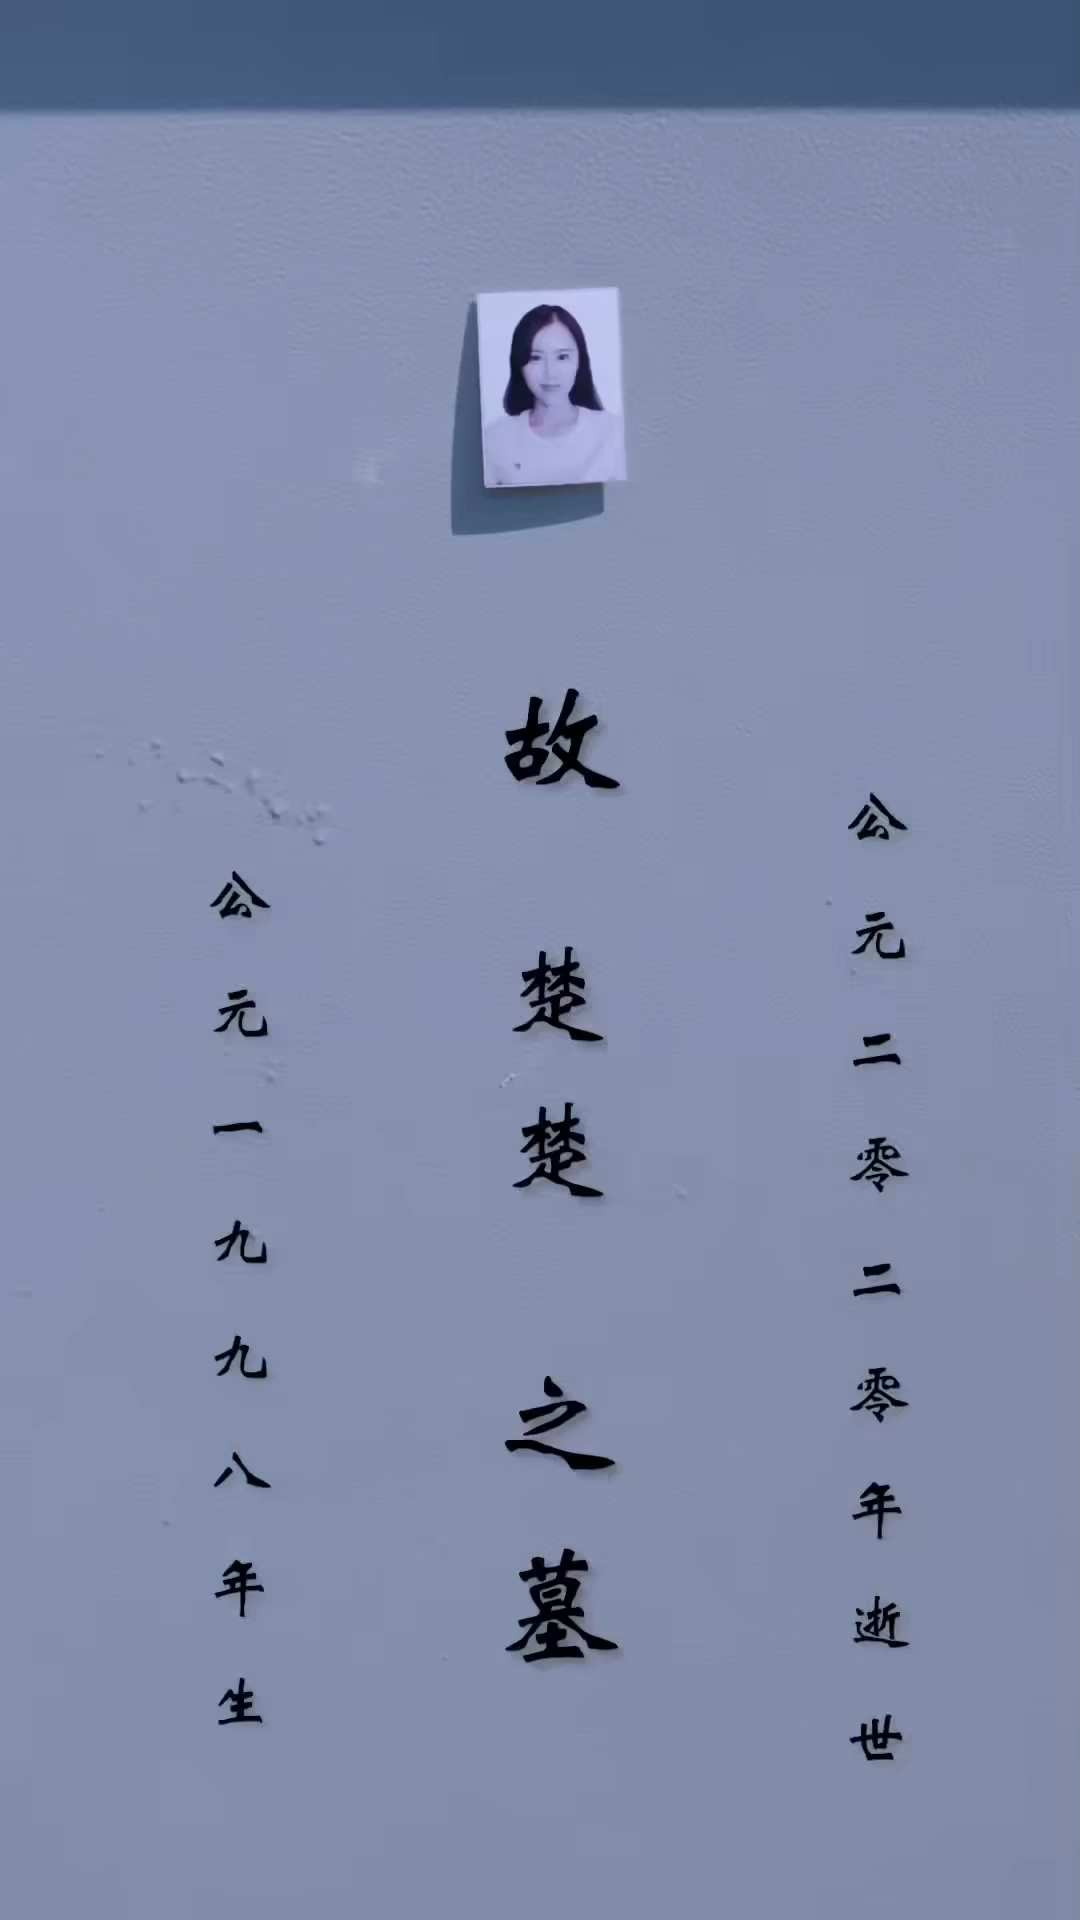 故楚楚之墓
公元一九九八年生
公元二零二零年逝世